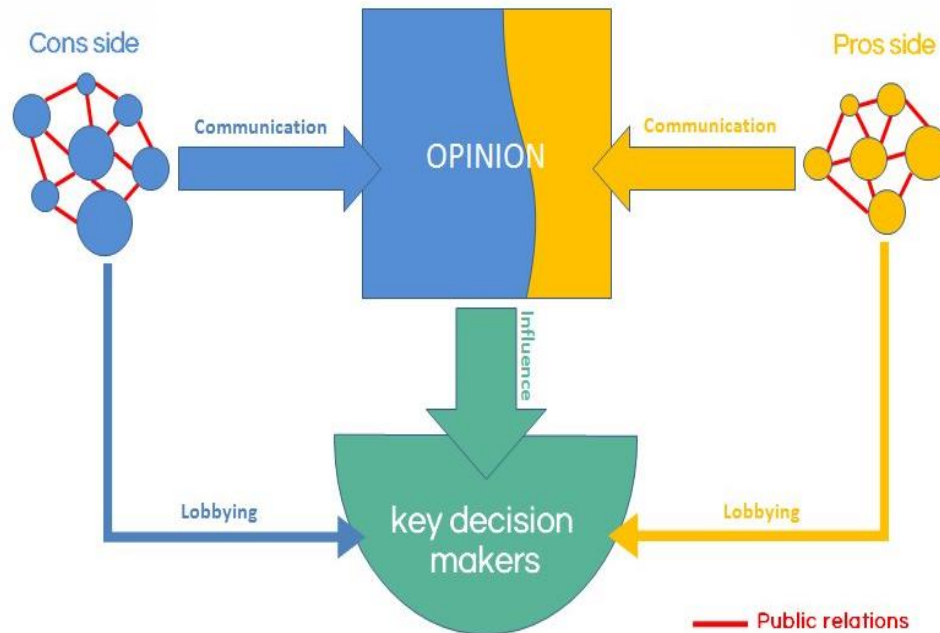 Cons side
Pros side
Communication
Communication
OPINION
Influence
Lobbying
key decision
makers
Lobbying
Public relations